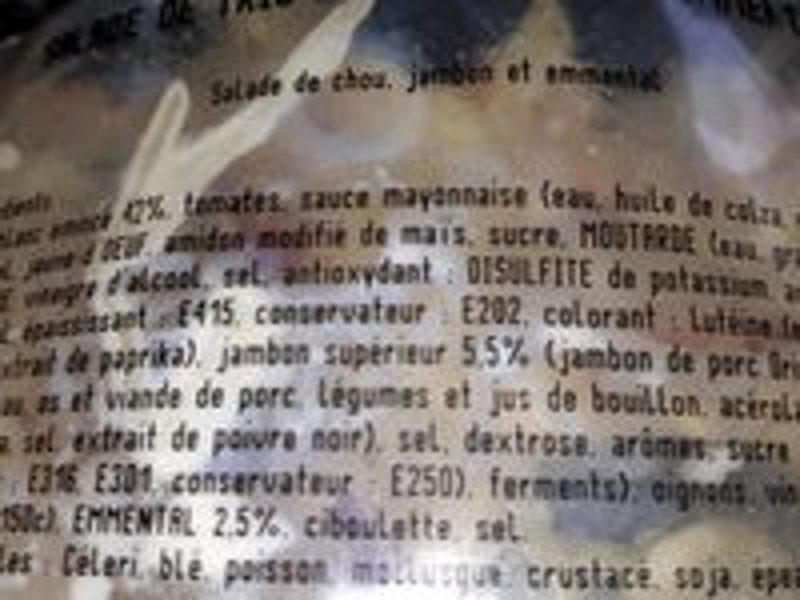 SALADE DE
Salade de chou, jambon et emmental
émincé 42%, tomates, sauce mayonnaise (eau, huile de colza,
jaune d'OEUF, amidon modifié de maïs, sucre, MOUTARDE (eau,
vinaigre d'alcool, sel, antioxydant : DISULFITE de potassium,
épaississant : E415, conservateur : E202, colorant : Lutéine
de paprika), jambon supérieur 5,5% (jambon de porc
os et viande de porc, légumes et jus de bouillon, acérola
sel, extrait de poivre noir), sel, dextrose, arômes, sucre
: E316, E301, conservateur : E250), ferments), oignons,
150c), EMMENTAL 2,5%, ciboulette, sel.
: Céleri, blé, poisson, mollusque, crustacé, soja,